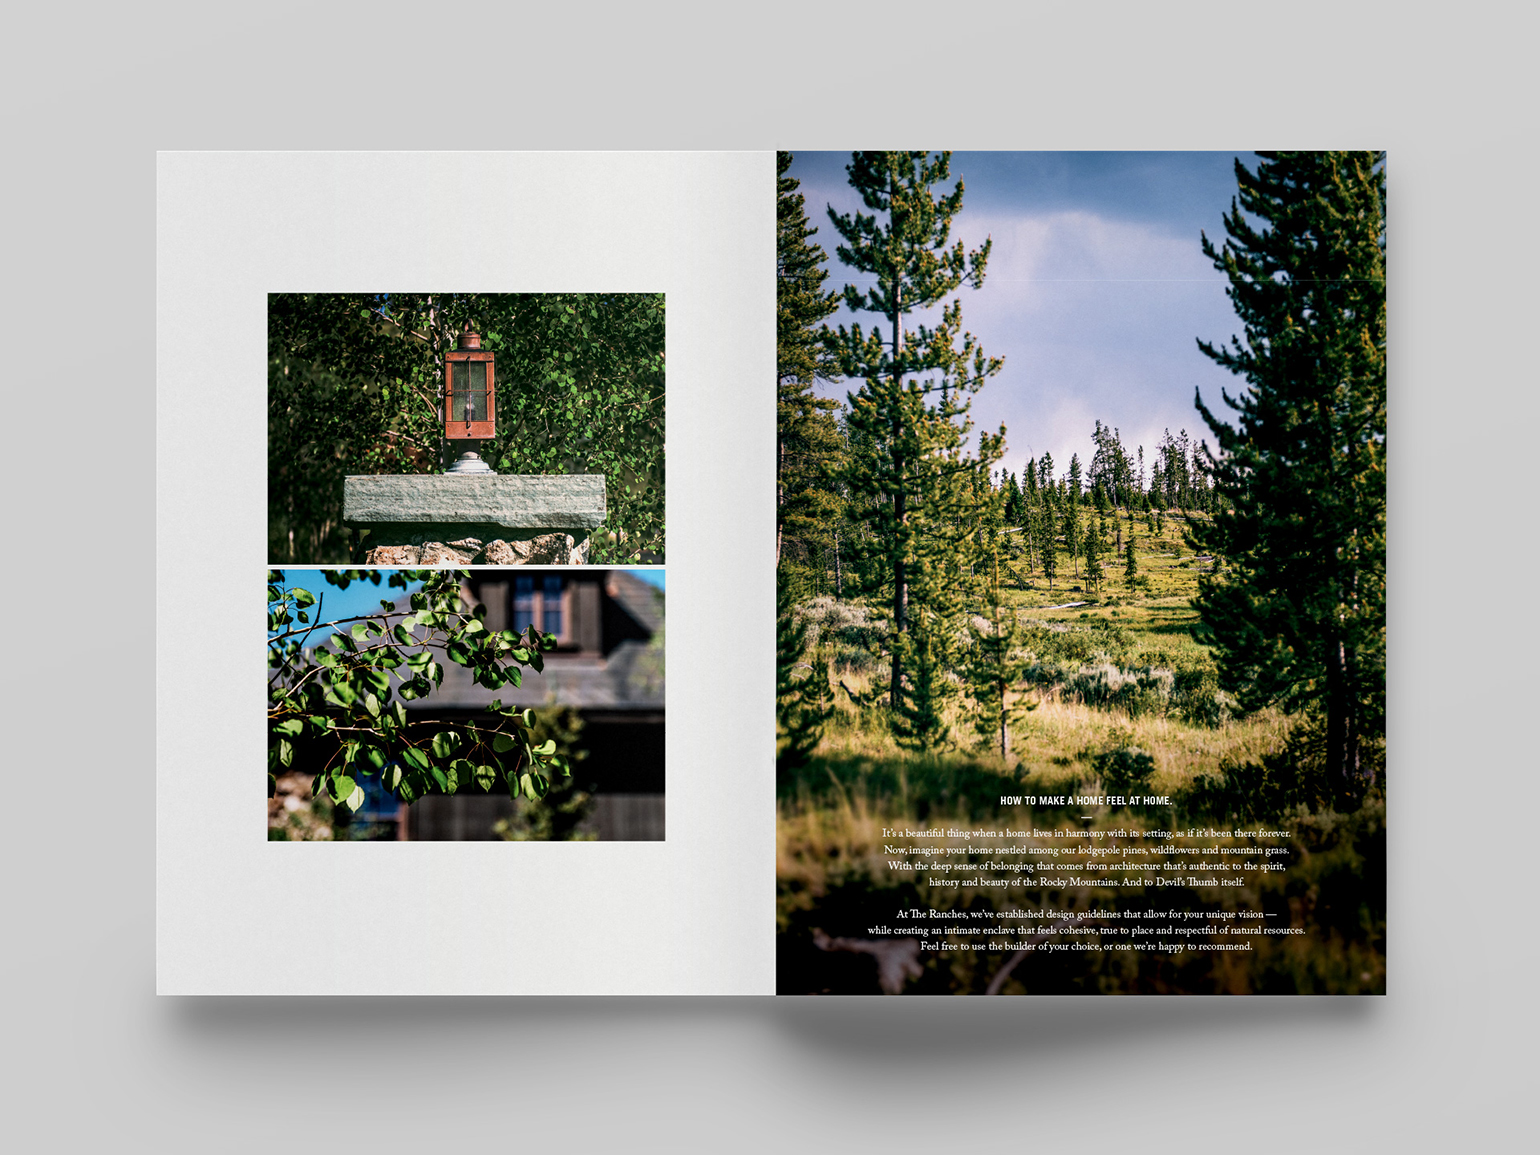 HOW TO MAKE A HOME FEEL AT HOME.
—
It's a beautiful thing when a home lives in harmony with its setting, as if it's been there forever.
Now, imagine your home nestled among our lodgepole pines, wildflowers and mountain grass.
With the deep sense of belonging that comes from architecture that's authentic to the spirit,
history and beauty of the Rocky Mountains. And to Devil's Thumb itself.
At The Ranches, we've established design guidelines that allow for your unique vision —
while creating an intimate enclave that feels cohesive, true to place and respectful of natural resources.
Feel free to use the builder of your choice, or one we're happy to recommend.